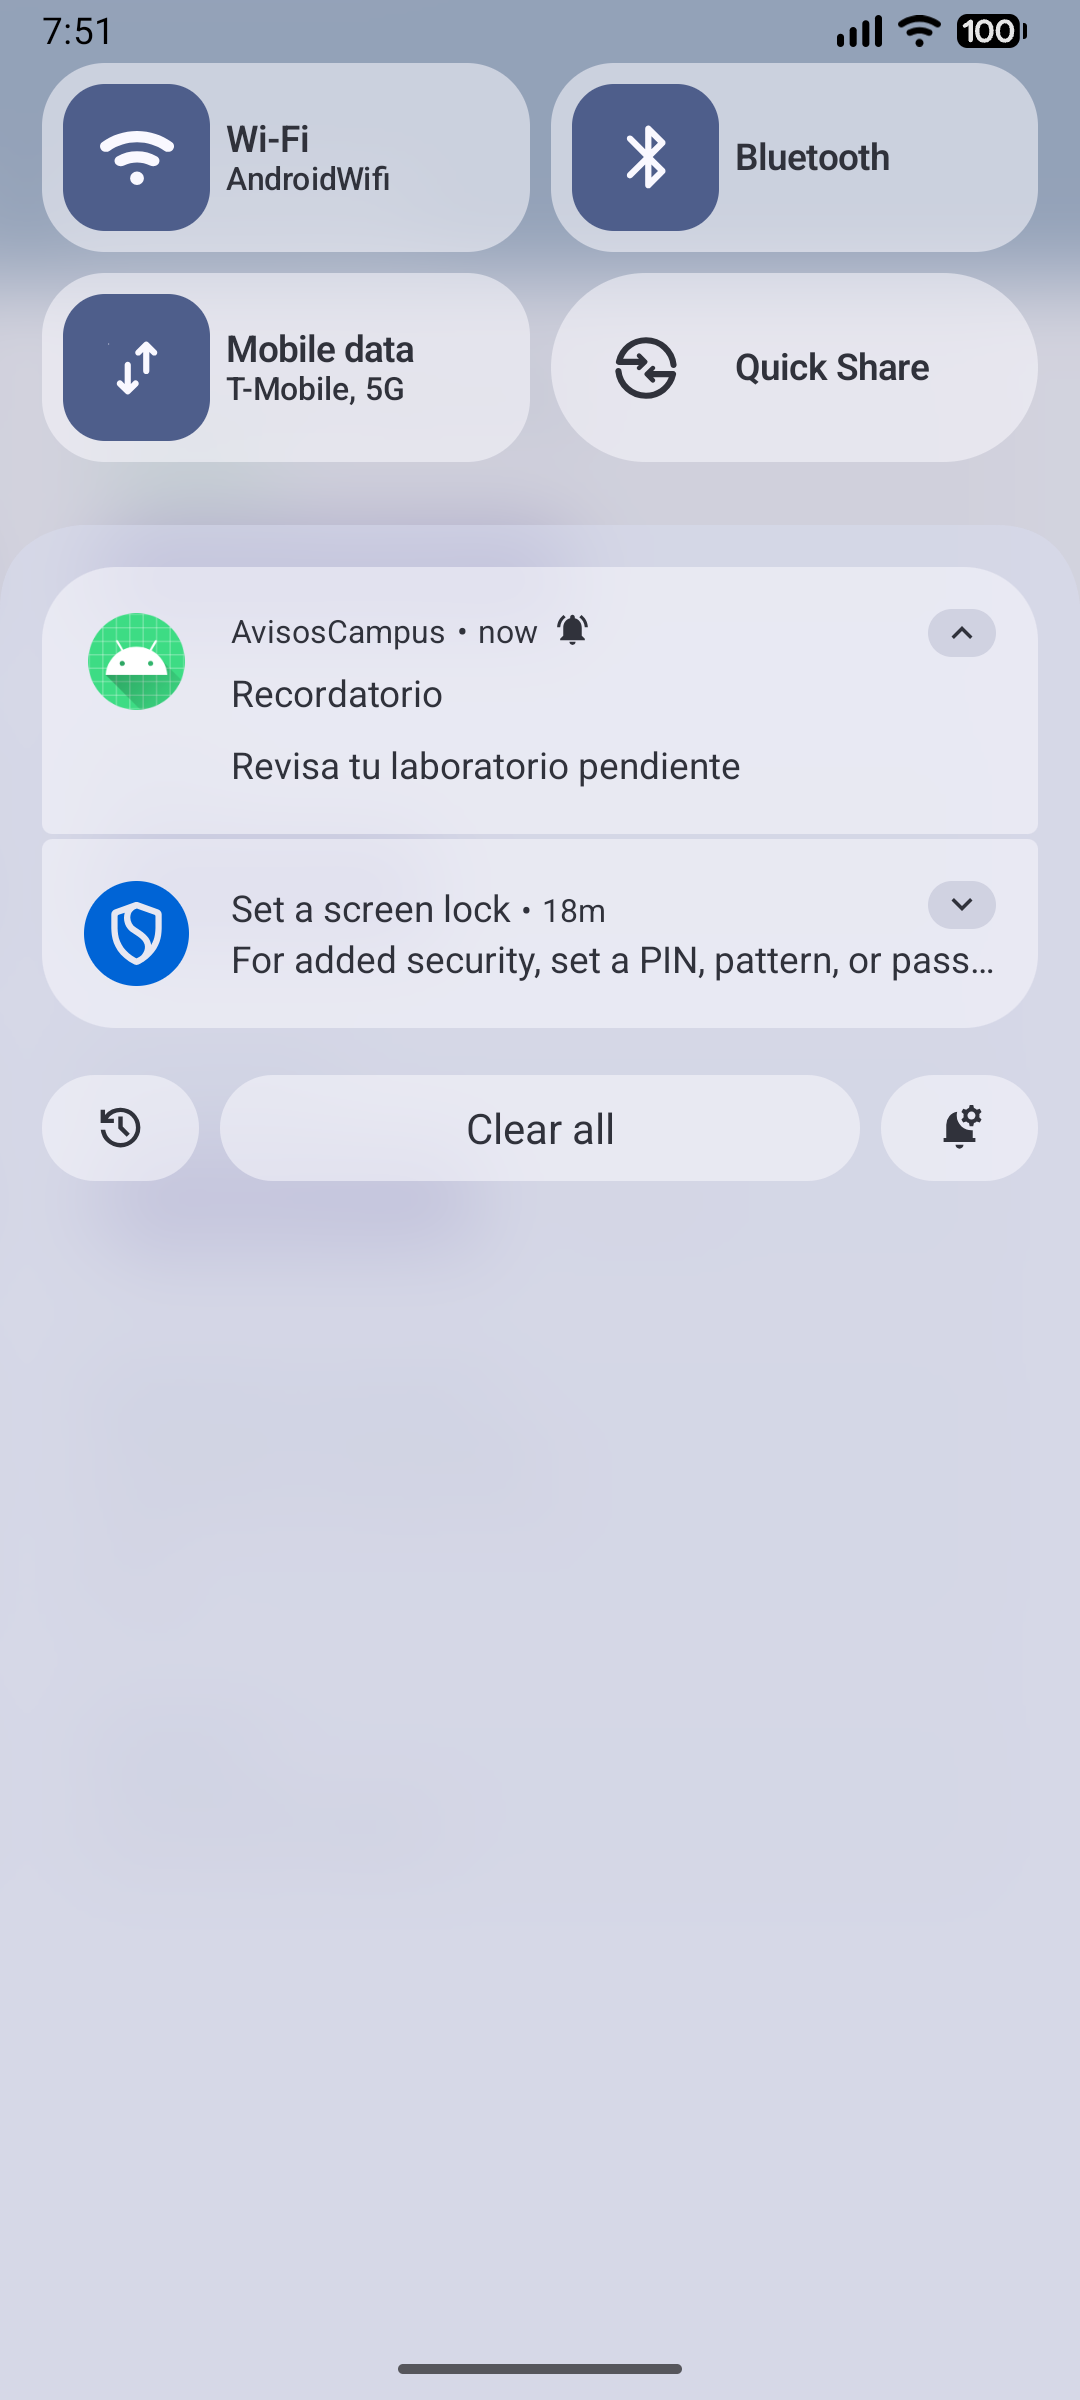 7:51
100
Wi-Fi
AndroidWifi
Bluetooth
Mobile data
T-Mobile, 5G
Quick Share
AvisosCampus • now
Recordatorio
Revisa tu laboratorio pendiente
Set a screen lock • 18m
For added security, set a PIN, pattern, or pass…
Clear all